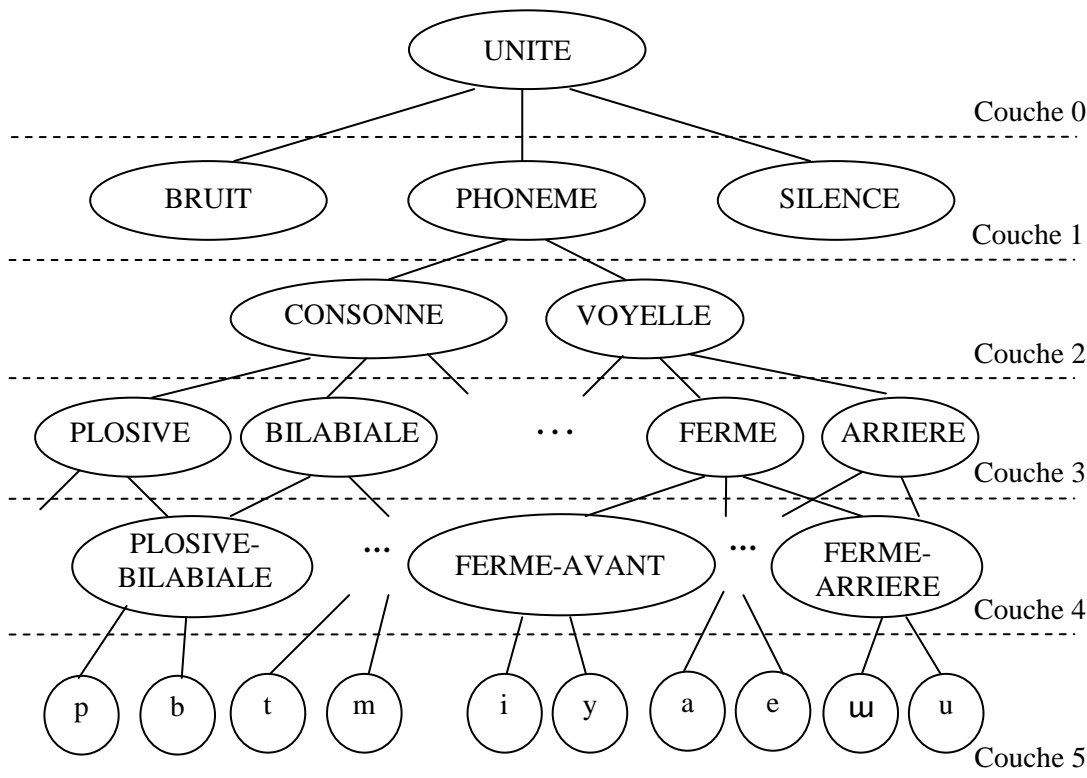 UNITE
Couche 0
BRUIT PHONEME SILENCE
Couche 1
CONSONNE VOYELLE
Couche 2
PLOSIVE BILABIALE ... FERME ARRIERE
Couche 3
PLOSIVE-
BILABIALE
...
FERME-AVANT
...
FERME-
ARRIERE
Couche 4
p b t m i y a e ɯ u
Couche 5